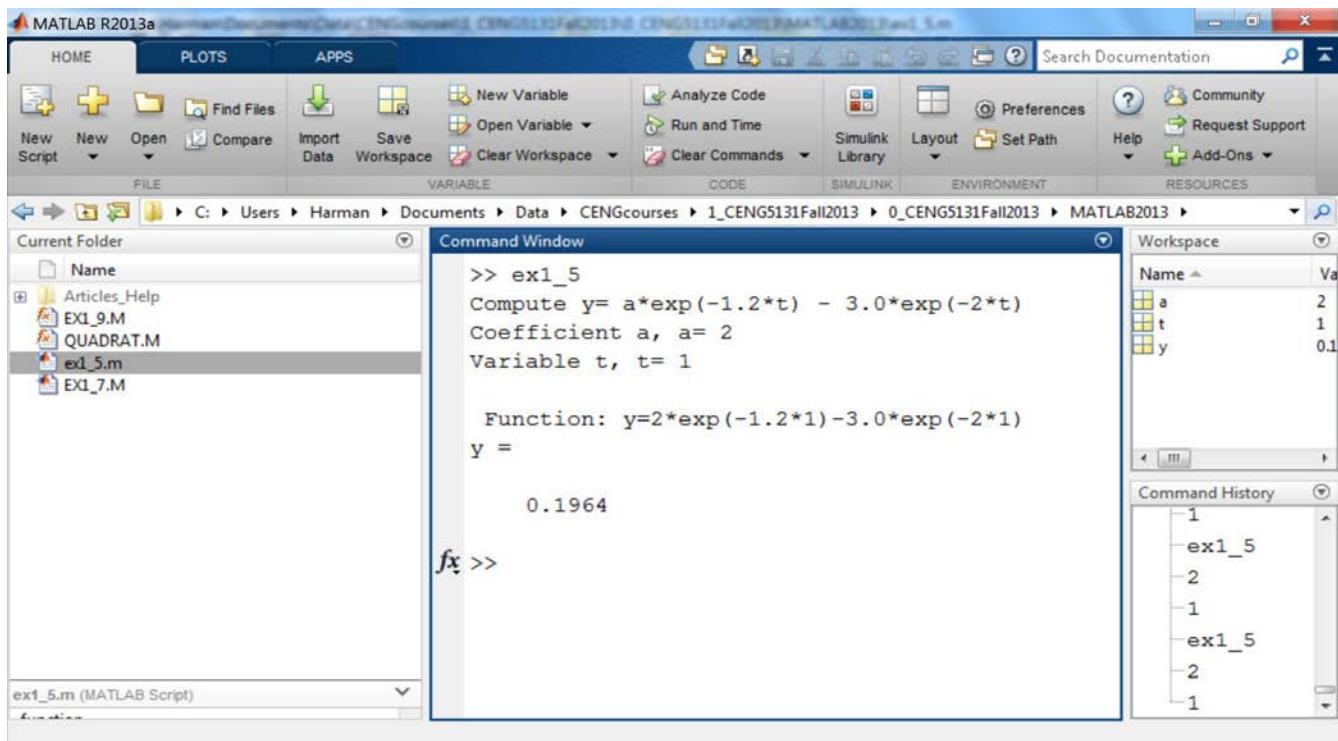 MATLAB R2013a
HOME PLOTS APPS Search Documentation
New Script
New
Open
Find Files
Compare
Import Data
Save Workspace
New Variable
Open Variable
Clear Workspace
Analyze Code
Run and Time
Clear Commands
Simulink Library
Layout
Preferences
Set Path
Help
Community
Request Support
Add-Ons
FILE VARIABLE CODE SIMULINK ENVIRONMENT RESOURCES
C: Users Harman Documents Data CENGcourses 1_CENG5131Fall2013 0_CENG5131Fall2013 MATLAB2013
Current Folder
Name
Articles_Help
EX1_9.M
QUADRAT.M
ex1_5.m
EX1_7.M
ex1_5.m (MATLAB Script)
Command Window
>> ex1_5
Compute y= a*exp(-1.2*t) - 3.0*exp(-2*t)
Coefficient a, a= 2
Variable t, t= 1
Function: y=2*exp(-1.2*1)-3.0*exp(-2*1)
y =
0.1964
fx >>
Workspace
Name Va
a 2
t 1
y 0.1
Command History
1
ex1_5
2
1
ex1_5
2
1